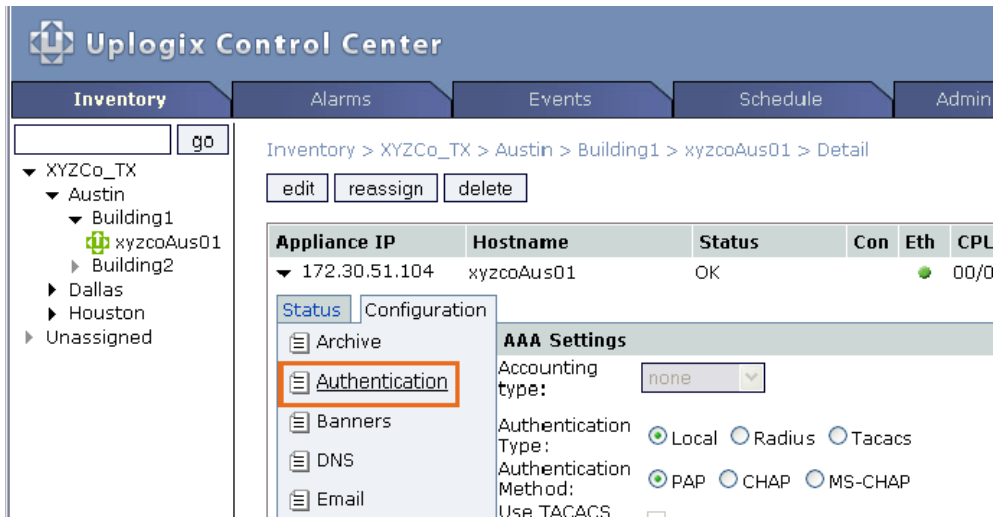 Uplogix Control Center
Inventory Alarms Events Schedule Admin
go
XYZCo_TX
Austin
Building1
xyzcoAus01
Building2
Dallas
Houston
Unassigned
Inventory > XYZCo_TX > Austin > Building1 > xyzcoAus01 > Detail
edit reassign delete
Appliance IP Hostname Status Con Eth CPU
172.30.51.104 xyzcoAus01 OK 00/0
Status Configuration
Archive
Authentication
Banners
DNS
Email
AAA Settings
Accounting
type: none
Authentication
Type: Local Radius Tacacs
Authentication
Method: PAP CHAP MS-CHAP
Use TACACS